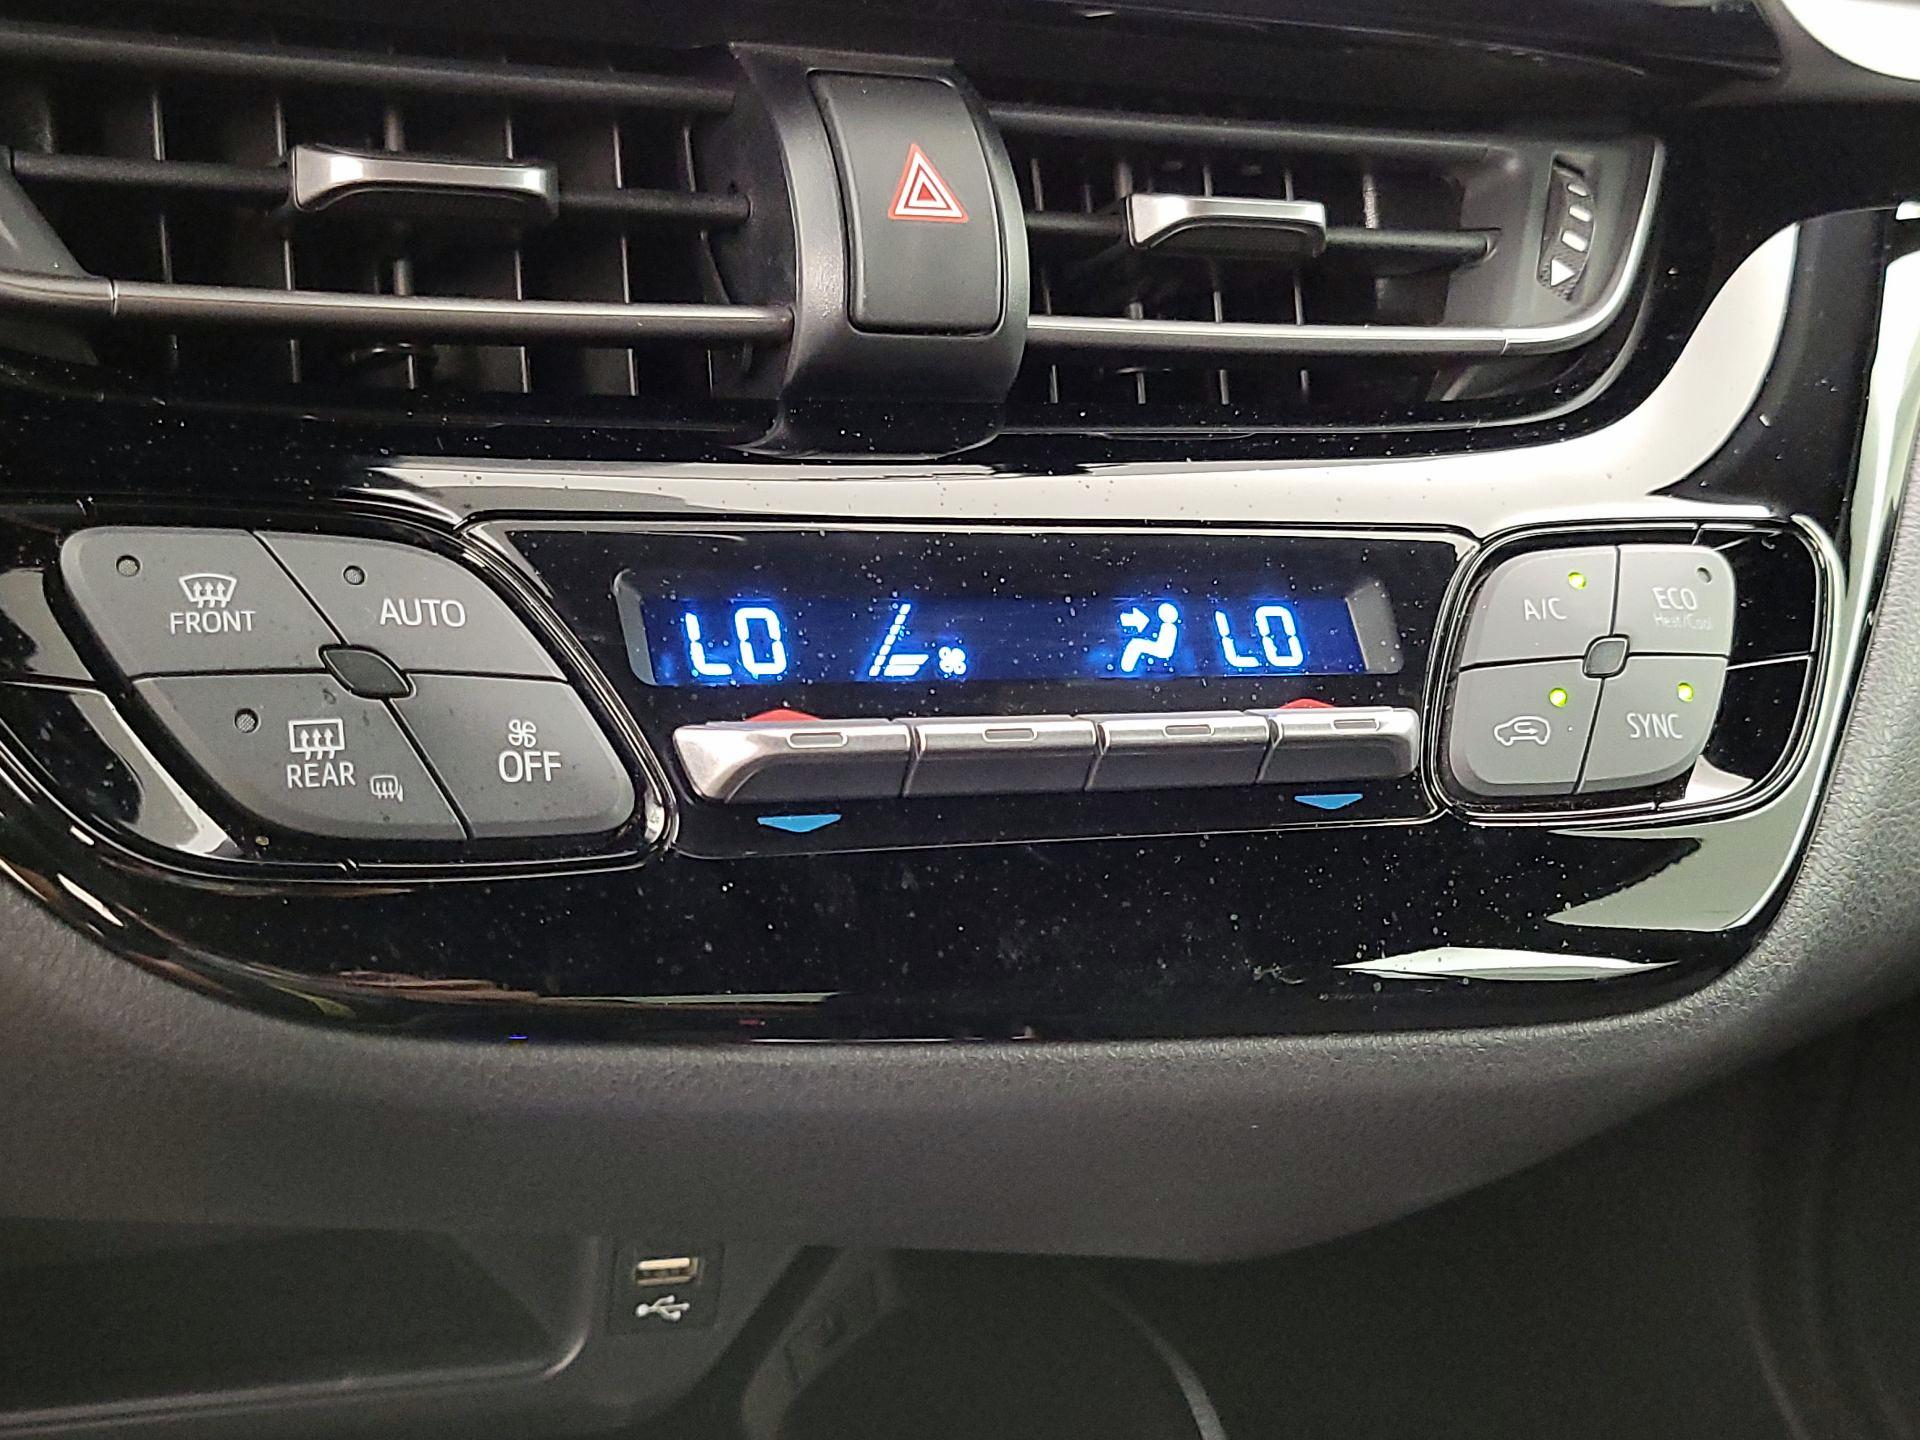 FRONT
AUTO
REAR
OFF
LO
LO
A/C
ECO
Heat/Cool
SYNC